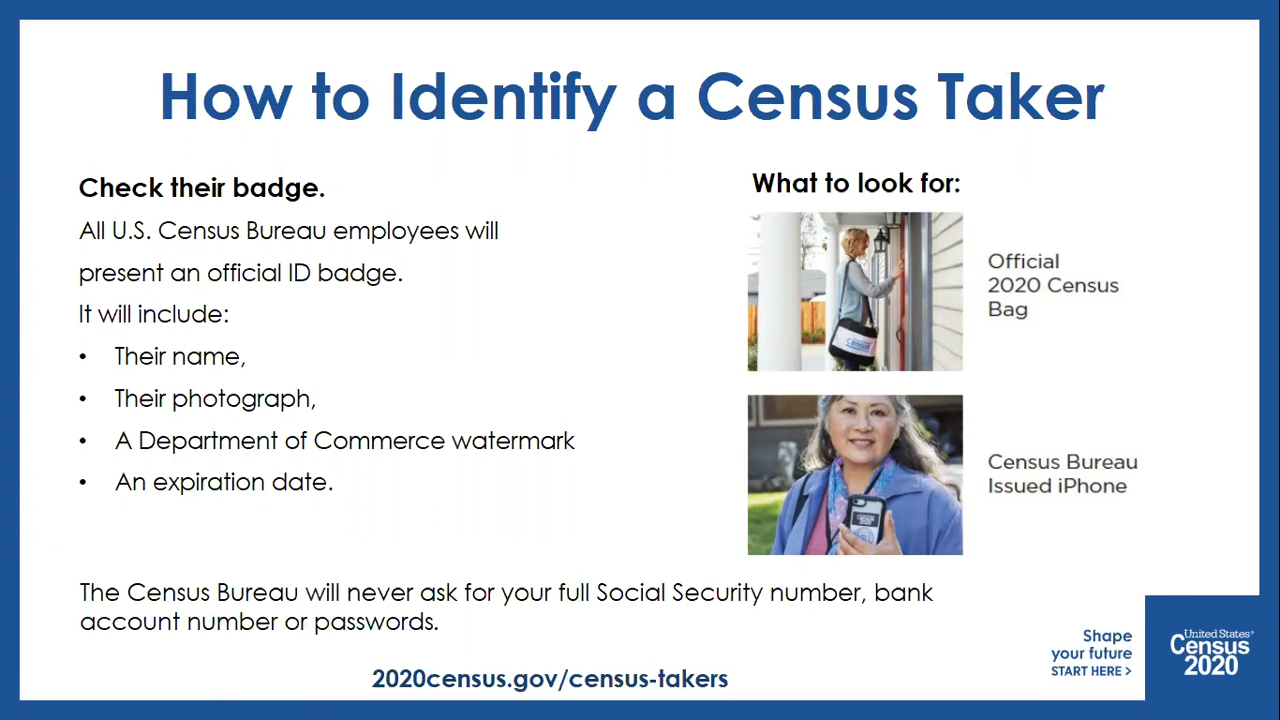 How to Identify a Census Taker
Check their badge.
All U.S. Census Bureau employees will
present an official ID badge.
It will include:
• Their name,
• Their photograph,
• A Department of Commerce watermark
• An expiration date.
What to look for:
Census
Official
2020 Census
Bag
Census Bureau
Issued iPhone
The Census Bureau will never ask for your full Social Security number, bank
account number or passwords.
2020census.gov/census-takers
Shape
your future
START HERE >
United States®
Census
2020